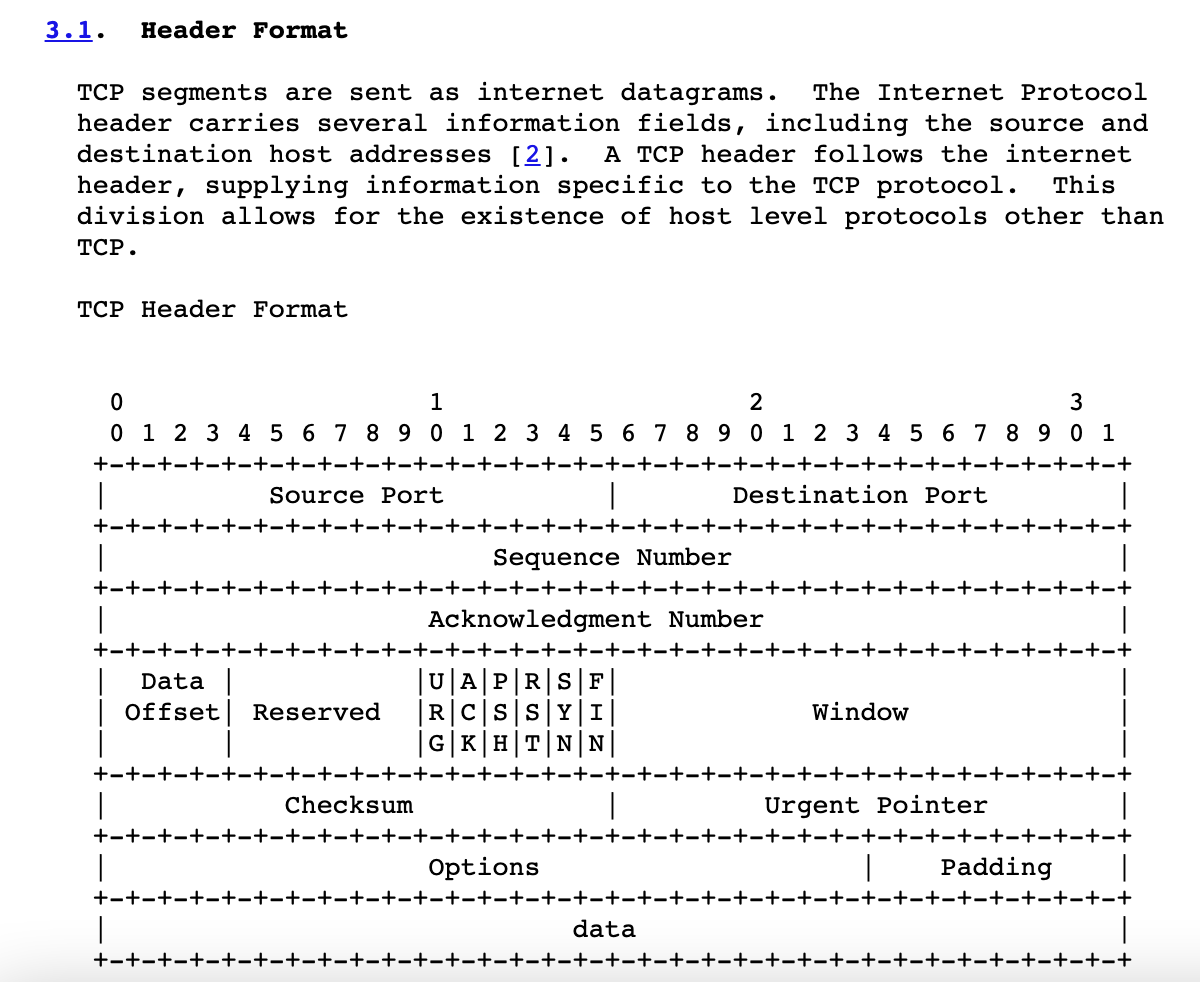 3.1.  Header Format

  TCP segments are sent as internet datagrams.  The Internet Protocol
  header carries several information fields, including the source and
  destination host addresses [2].  A TCP header follows the internet
  header, supplying information specific to the TCP protocol.  This
  division allows for the existence of host level protocols other than
  TCP.

  TCP Header Format


    0                   1                   2                   3
    0 1 2 3 4 5 6 7 8 9 0 1 2 3 4 5 6 7 8 9 0 1 2 3 4 5 6 7 8 9 0 1
   +-+-+-+-+-+-+-+-+-+-+-+-+-+-+-+-+-+-+-+-+-+-+-+-+-+-+-+-+-+-+-+-+
   |          Source Port          |       Destination Port        |
   +-+-+-+-+-+-+-+-+-+-+-+-+-+-+-+-+-+-+-+-+-+-+-+-+-+-+-+-+-+-+-+-+
   |                        Sequence Number                        |
   +-+-+-+-+-+-+-+-+-+-+-+-+-+-+-+-+-+-+-+-+-+-+-+-+-+-+-+-+-+-+-+-+
   |                    Acknowledgment Number                      |
   +-+-+-+-+-+-+-+-+-+-+-+-+-+-+-+-+-+-+-+-+-+-+-+-+-+-+-+-+-+-+-+-+
   |  Data |           |U|A|P|R|S|F|                               |
   | Offset| Reserved  |R|C|S|S|Y|I|            Window             |
   |       |           |G|K|H|T|N|N|                               |
   +-+-+-+-+-+-+-+-+-+-+-+-+-+-+-+-+-+-+-+-+-+-+-+-+-+-+-+-+-+-+-+-+
   |           Checksum            |         Urgent Pointer        |
   +-+-+-+-+-+-+-+-+-+-+-+-+-+-+-+-+-+-+-+-+-+-+-+-+-+-+-+-+-+-+-+-+
   |                    Options                    |    Padding    |
   +-+-+-+-+-+-+-+-+-+-+-+-+-+-+-+-+-+-+-+-+-+-+-+-+-+-+-+-+-+-+-+-+
   |                             data                              |
   +-+-+-+-+-+-+-+-+-+-+-+-+-+-+-+-+-+-+-+-+-+-+-+-+-+-+-+-+-+-+-+-+